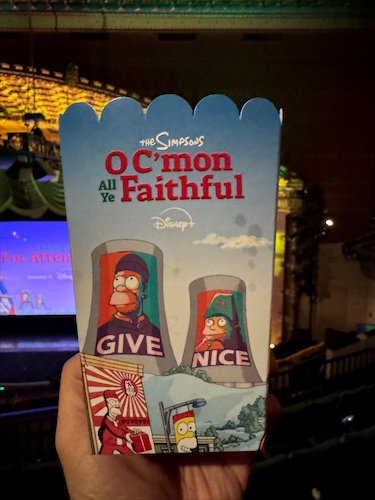 THE SIMPSONS
O C'mon
All Ye Faithful
Disney+
GIVE
NICE